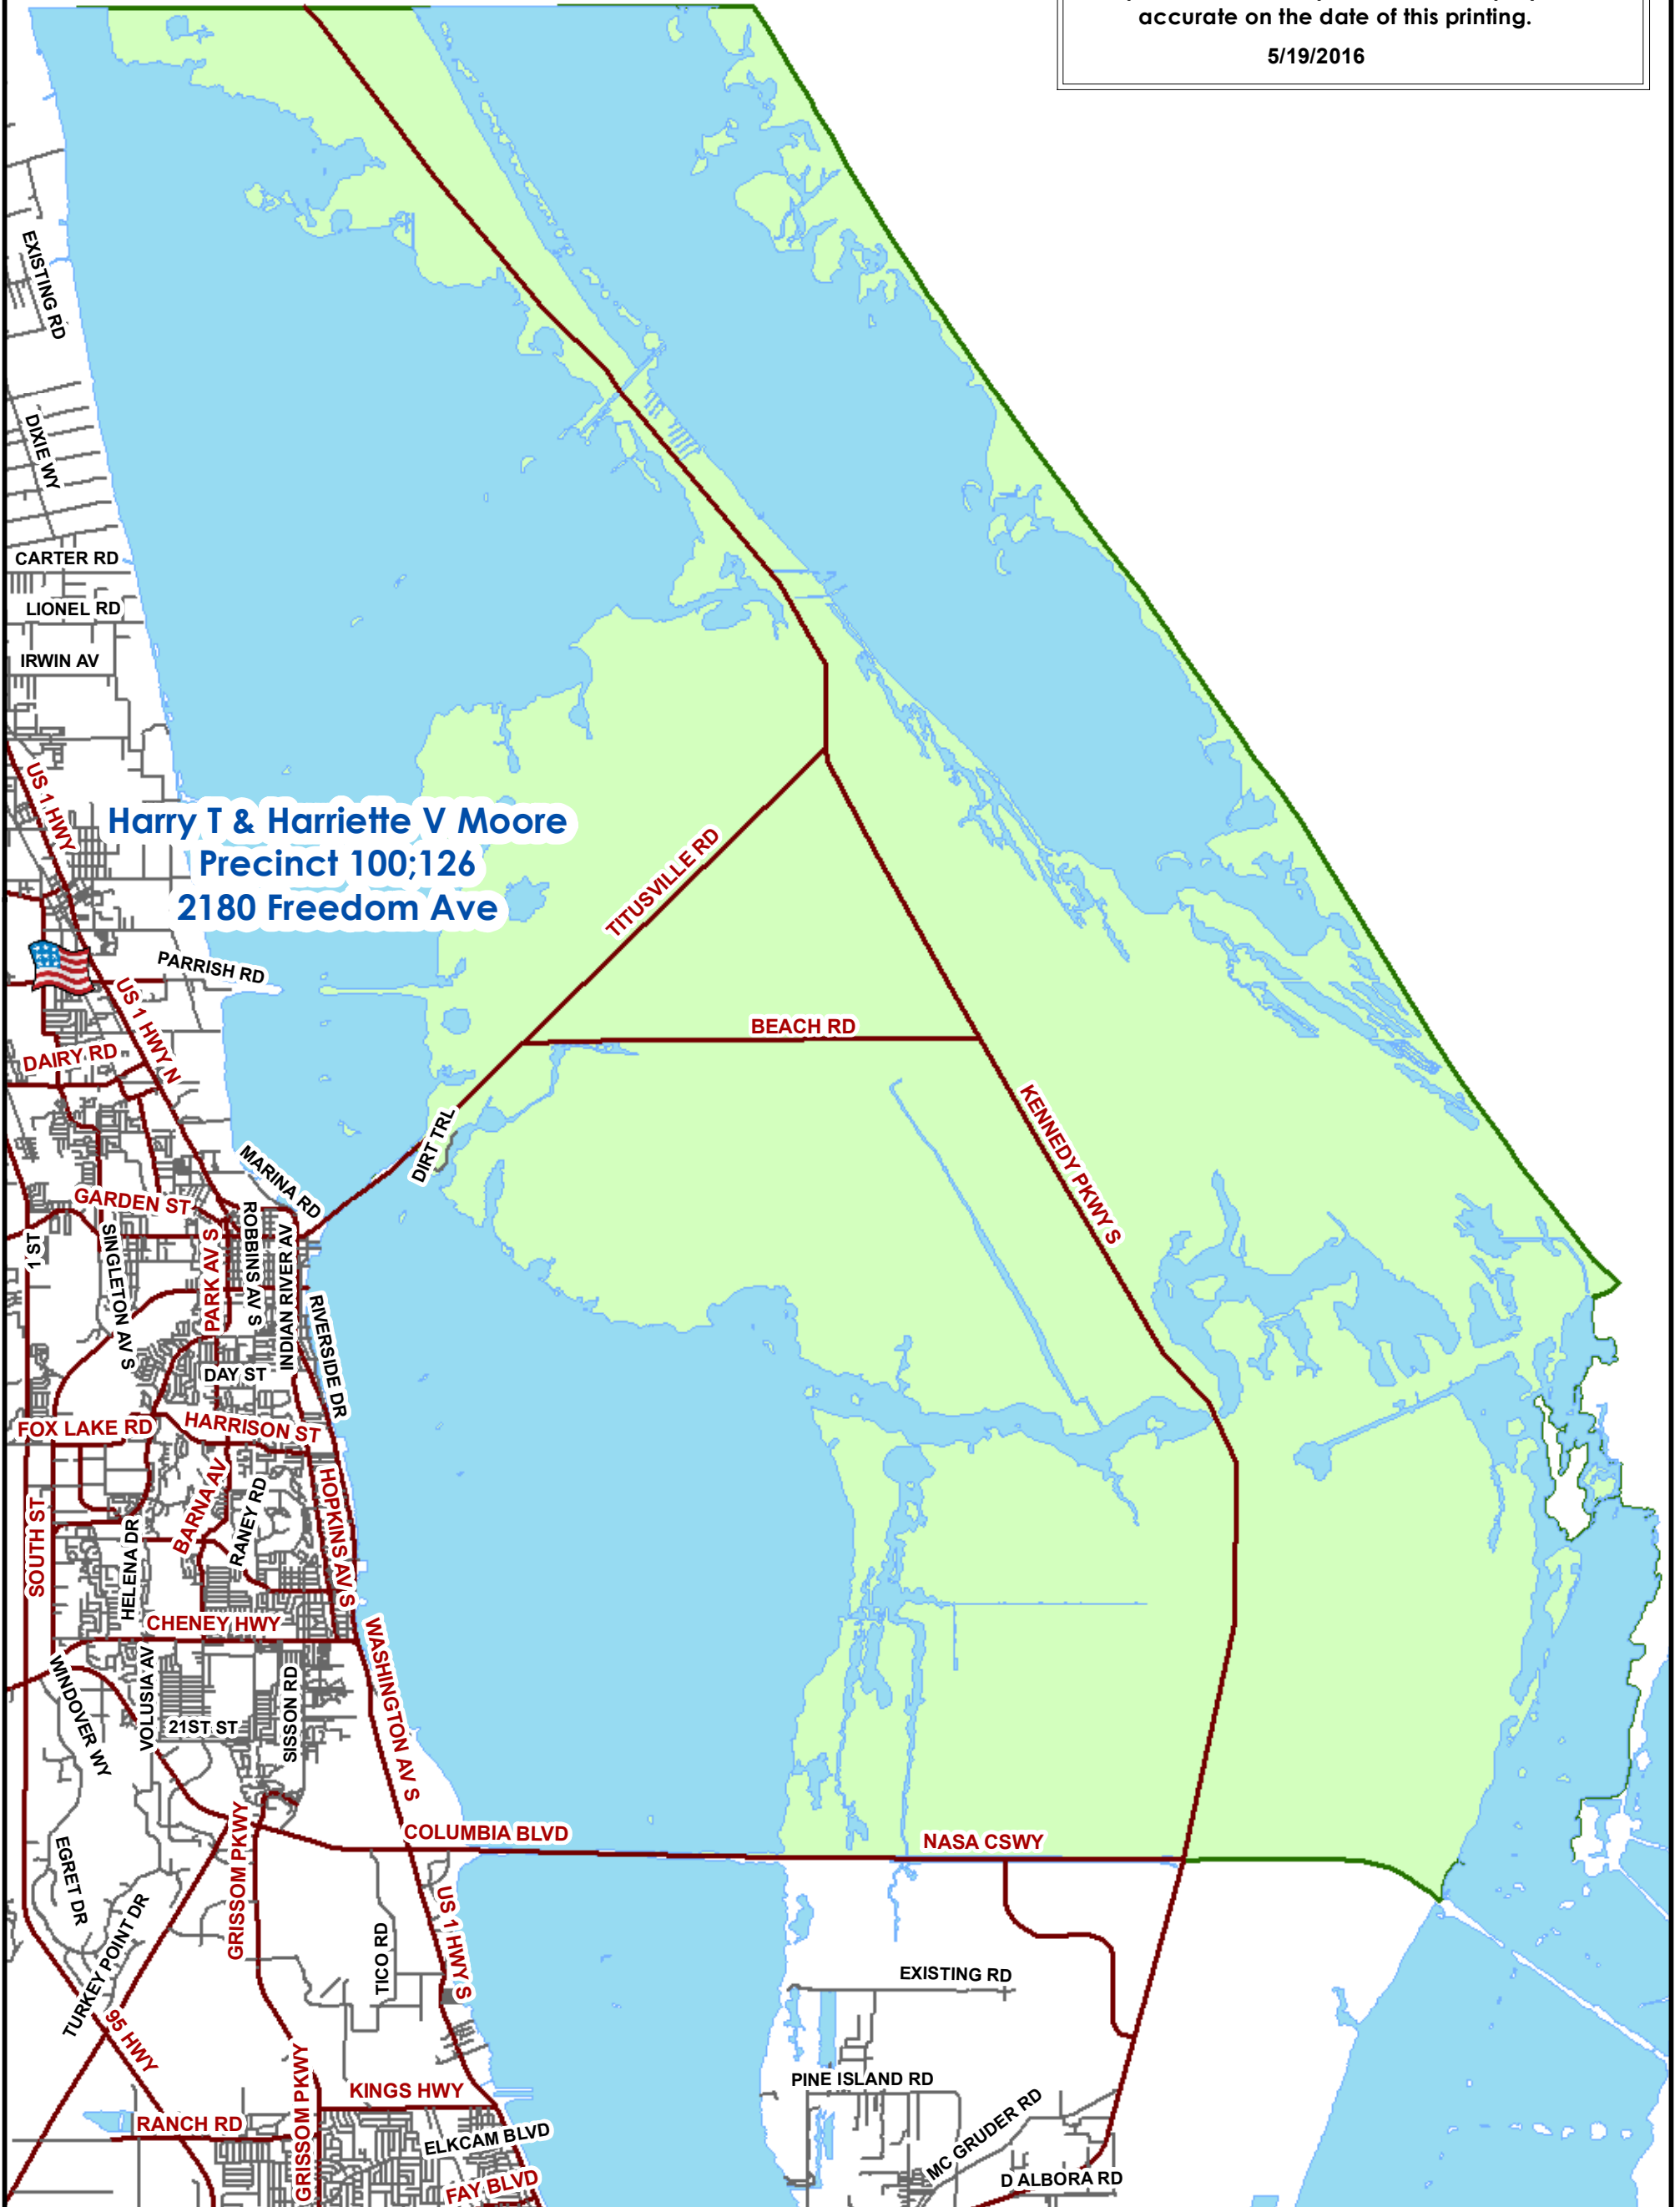 accurate on the date of this printing.
5/19/2016
EXISTING RD
DIXIE WY
CARTER RD
LIONEL RD
IRWIN AV
US 1 HWY
Harry T & Harriette V Moore
Precinct 100;126
2180 Freedom Ave
TITUSVILLE RD
PARRISH RD
US 1 HWY N
BEACH RD
DAIRY RD
KENNEDY PKWY S
DIRT TRL
MARINA RD
GARDEN ST
1 ST
SINGLETON AV S
PARK AV S
ROBBINS AV S
INDIAN RIVER AV
RIVERSIDE DR
DAY ST
FOX LAKE RD
HARRISON ST
SOUTH ST
HELENA DR
BARNA AV
RANEY RD
HOPKINS AV S
CHENEY HWY
WASHINGTON AV S
WINDOVER WY
VOLUSIA AV
21ST ST
SISSON RD
COLUMBIA BLVD
NASA CSWY
EGRET DR
GRISSOM PKWY
TURKEY POINT DR
TICO RD
US 1 HWY S
EXISTING RD
95 HWY
GRISSOM PKWY
KINGS HWY
PINE ISLAND RD
RANCH RD
ELKCAM BLVD
MC GRUDER RD
FAY BLVD
D ALBORA RD